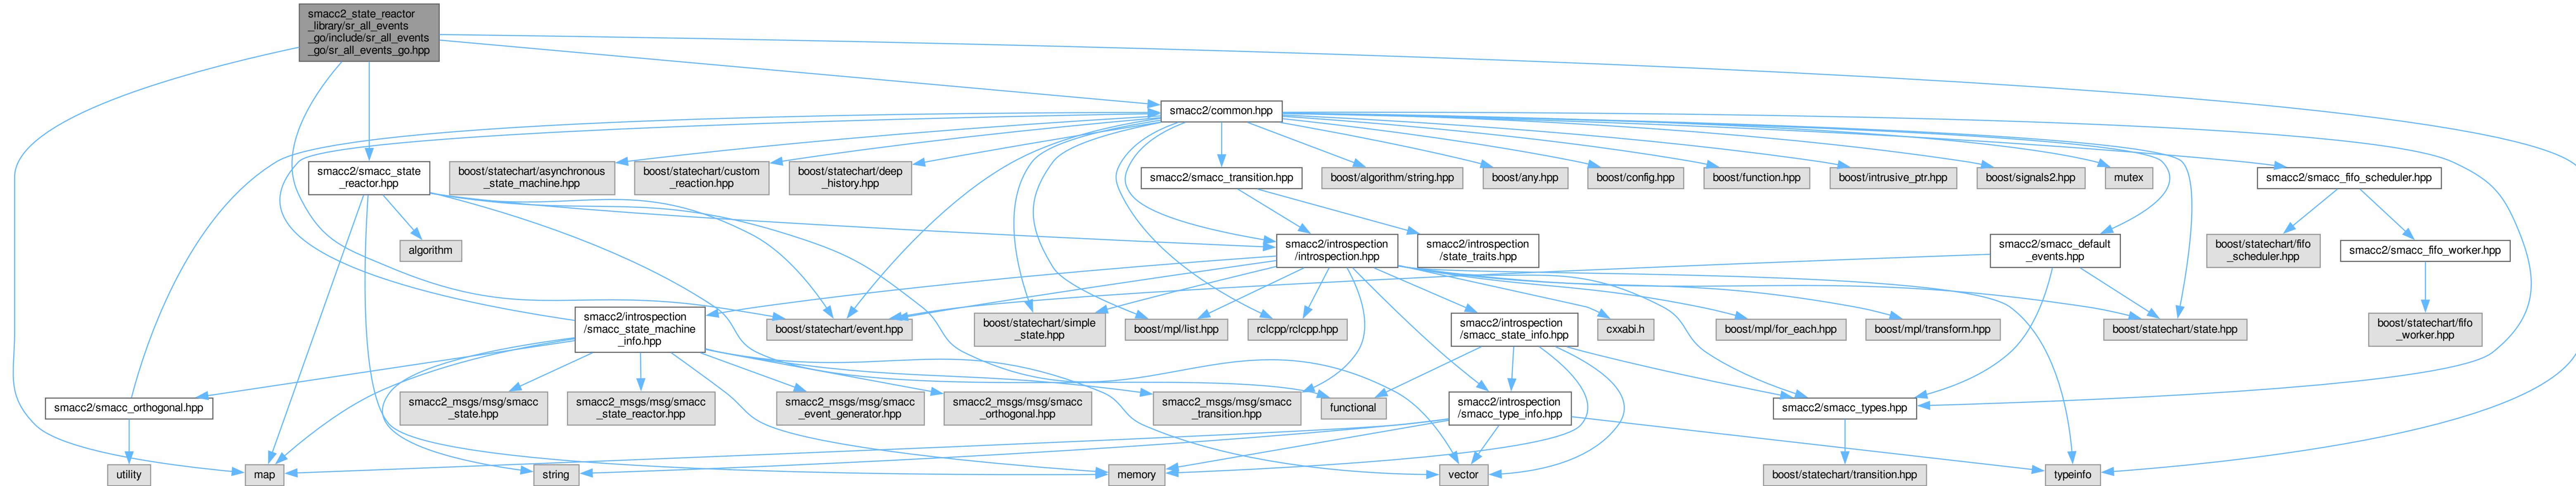 smacc2_state_reactor
_library/sr_all_events
_go/include/sr_all_events
_go/sr_all_events_go.hpp
smacc2/common.hpp
smacc2/smacc_state
_reactor.hpp
boost/statechart/asynchronous
_state_machine.hpp
boost/statechart/custom
_reaction.hpp
boost/statechart/deep
_history.hpp
smacc2/smacc_transition.hpp
boost/algorithm/string.hpp
boost/any.hpp
boost/config.hpp
boost/function.hpp
boost/intrusive_ptr.hpp
boost/signals2.hpp
mutex
smacc2/smacc_fifo_scheduler.hpp
algorithm
smacc2/introspection
/introspection.hpp
smacc2/introspection
/state_traits.hpp
smacc2/smacc_default
_events.hpp
boost/statechart/fifo
_scheduler.hpp
smacc2/smacc_fifo_worker.hpp
smacc2/introspection
/smacc_state_machine
_info.hpp
boost/statechart/event.hpp
boost/statechart/simple
_state.hpp
boost/mpl/list.hpp
rclcpp/rclcpp.hpp
smacc2/introspection
/smacc_state_info.hpp
cxxabi.h
boost/mpl/for_each.hpp
boost/mpl/transform.hpp
boost/statechart/state.hpp
boost/statechart/fifo
_worker.hpp
smacc2/smacc_orthogonal.hpp
smacc2_msgs/msg/smacc
_state.hpp
smacc2_msgs/msg/smacc
_state_reactor.hpp
smacc2_msgs/msg/smacc
_event_generator.hpp
smacc2_msgs/msg/smacc
_orthogonal.hpp
smacc2_msgs/msg/smacc
_transition.hpp
functional
smacc2/introspection
/smacc_type_info.hpp
smacc2/smacc_types.hpp
utility
map
string
memory
vector
boost/statechart/transition.hpp
typeinfo